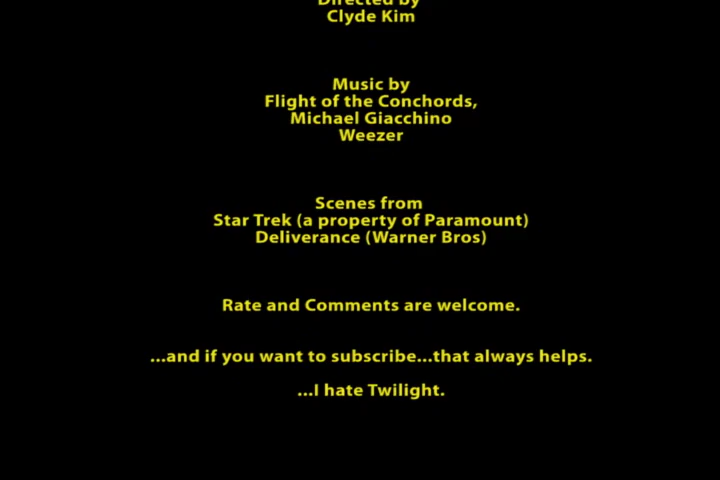 Directed by
Clyde Kim
Music by
Flight of the Conchords,
Michael Giacchino
Weezer
Scenes from
Star Trek (a property of Paramount)
Deliverance (Warner Bros)
Rate and Comments are welcome.
...and if you want to subscribe...that always helps.
...I hate Twilight.